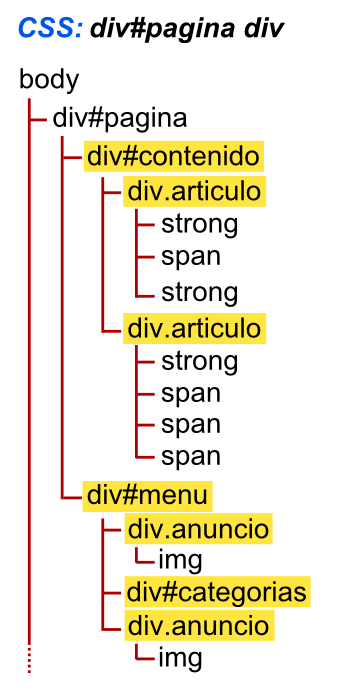 CSS: div#pagina div
body
div#pagina
div#contenido
div.articulo
strong
span
strong
div.articulo
strong
span
span
span
div#menu
div.anuncio
img
div#categorias
div.anuncio
img